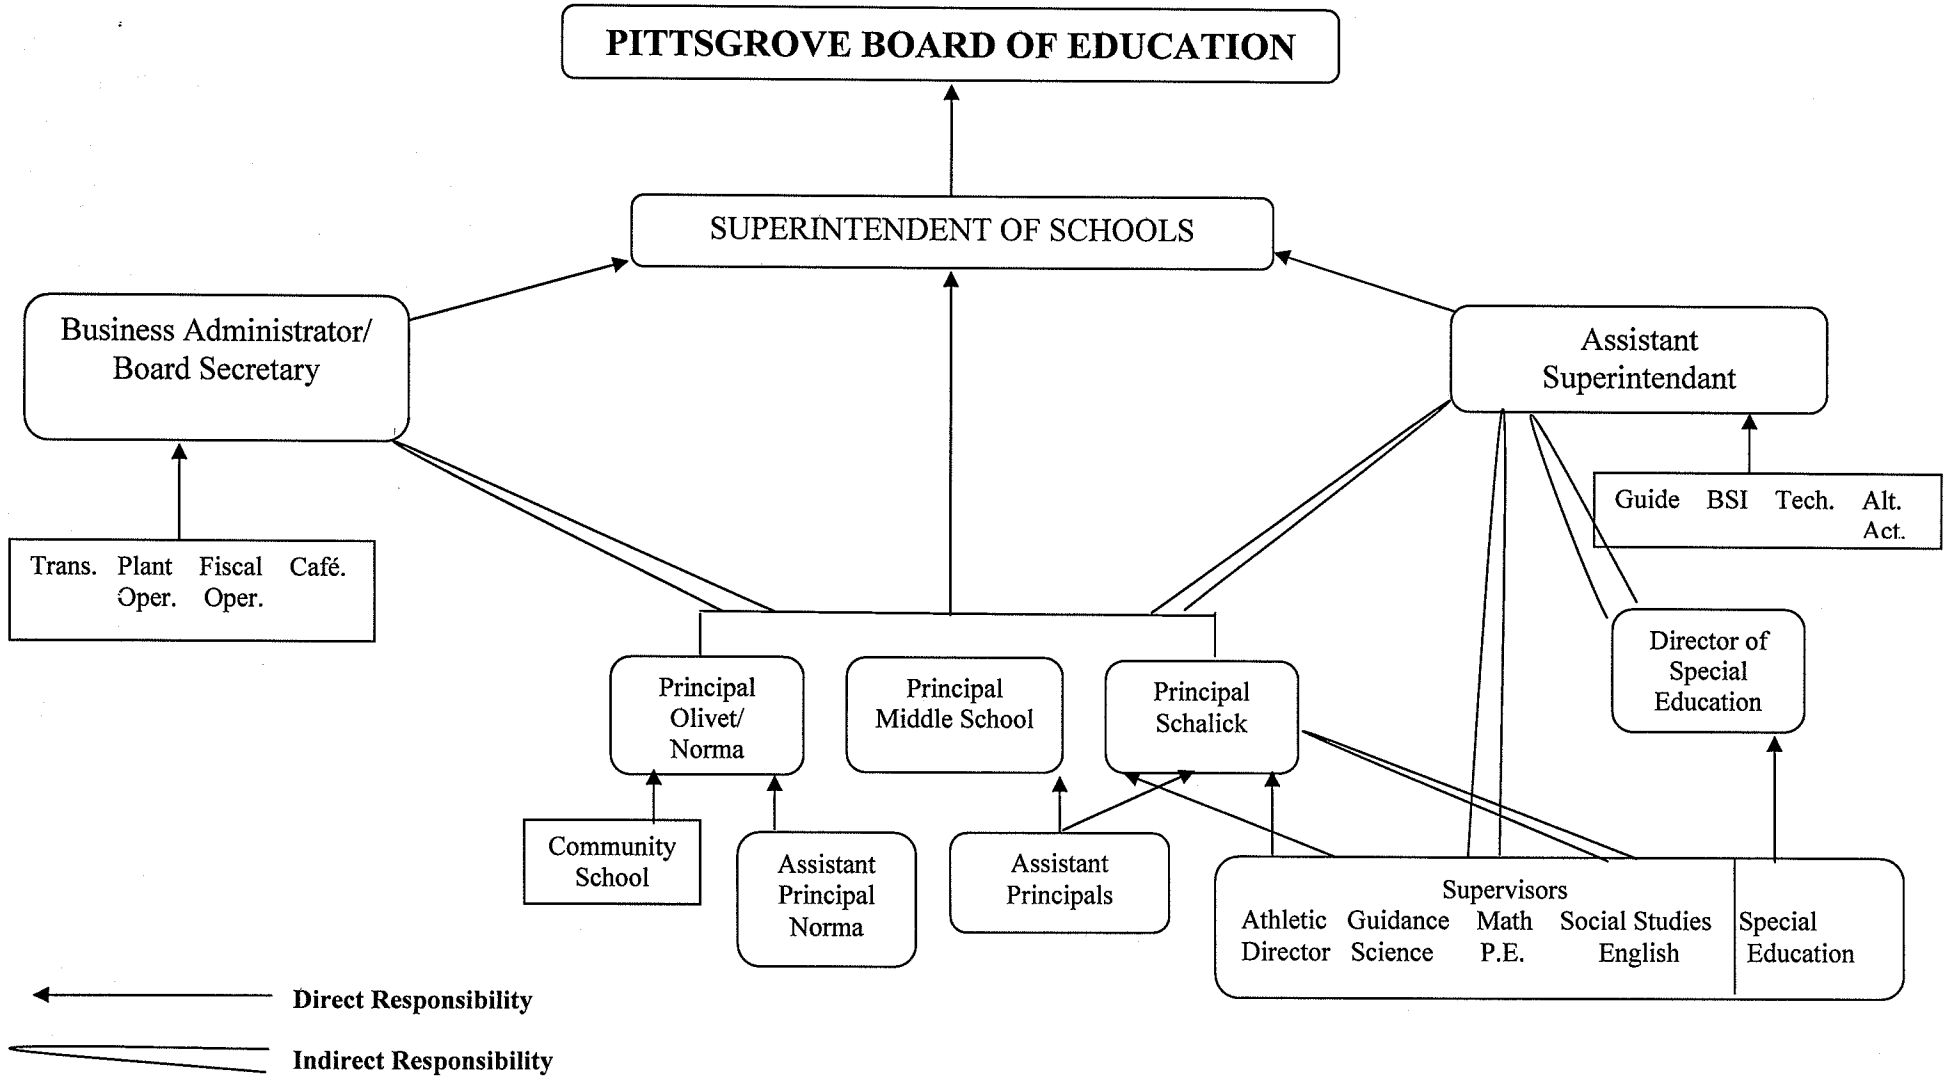 PITTSGROVE BOARD OF EDUCATION
SUPERINTENDENT OF SCHOOLS
Business Administrator/
Board Secretary
Assistant
Superintendant
Guide BSI Tech. Alt.
Act.
Trans. Plant Fiscal Café.
Oper. Oper.
Director of
Special
Education
Principal
Olivet/
Norma
Principal
Middle School
Principal
Schalick
Community
School
Assistant
Principal
Norma
Assistant
Principals
Supervisors
Athletic Guidance Math Social Studies Special
Director Science P.E. English Education
Direct Responsibility
Indirect Responsibility